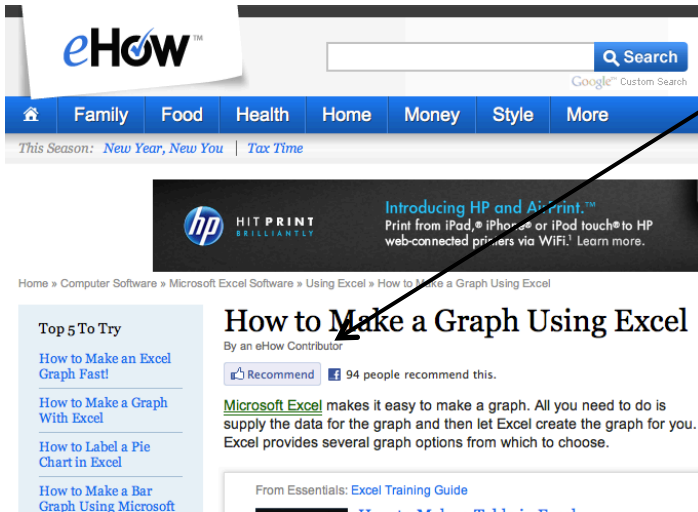 eHow™
Search
Google™ Custom Search
Family Food Health Home Money Style More
This Season: New Year, New You | Tax Time
hp HIT PRINT BRILLIANTLY
Introducing HP and AirPrint.™
Print from iPad,® iPhone® or iPod touch® to HP
web-connected printers via WiFi.¹ Learn more.
Home » Computer Software » Microsoft Excel Software » Using Excel » How to Make a Graph Using Excel
Top 5 To Try
How to Make an Excel
Graph Fast!
How to Make a Graph
With Excel
How to Label a Pie
Chart in Excel
How to Make a Bar
Graph Using Microsoft
How to Make a Graph Using Excel
By an eHow Contributor
Recommend 94 people recommend this.
Microsoft Excel makes it easy to make a graph. All you need to do is
supply the data for the graph and then let Excel create the graph for you.
Excel provides several graph options from which to choose.
From Essentials: Excel Training Guide
How to Make a Table in Excel